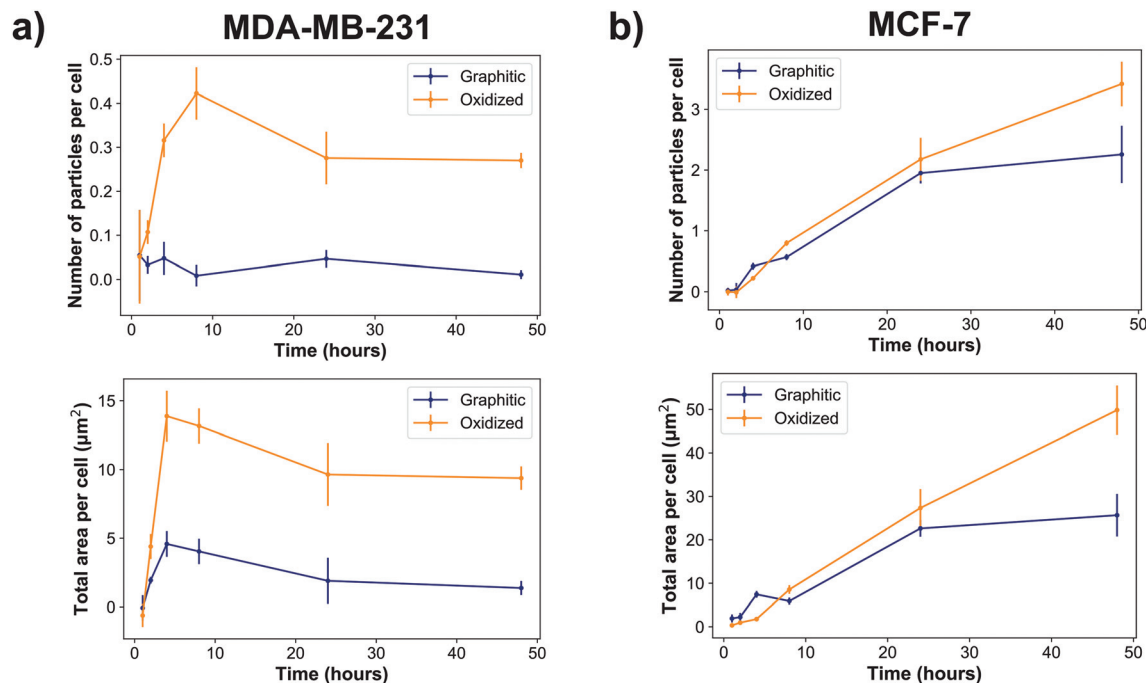 a)
MDA-MB-231
Number of particles per cell
0.5
0.4
0.3
0.2
0.1
0.0
Graphitic
Oxidized
0 10 20 30 40 50
Time (hours)
Total area per cell (μm²)
15
10
5
0
Graphitic
Oxidized
0 10 20 30 40 50
Time (hours)
b)
MCF-7
Number of particles per cell
3
2
1
0
Graphitic
Oxidized
0 10 20 30 40 50
Time (hours)
Total area per cell (μm²)
50
40
30
20
10
0
Graphitic
Oxidized
0 10 20 30 40 50
Time (hours)